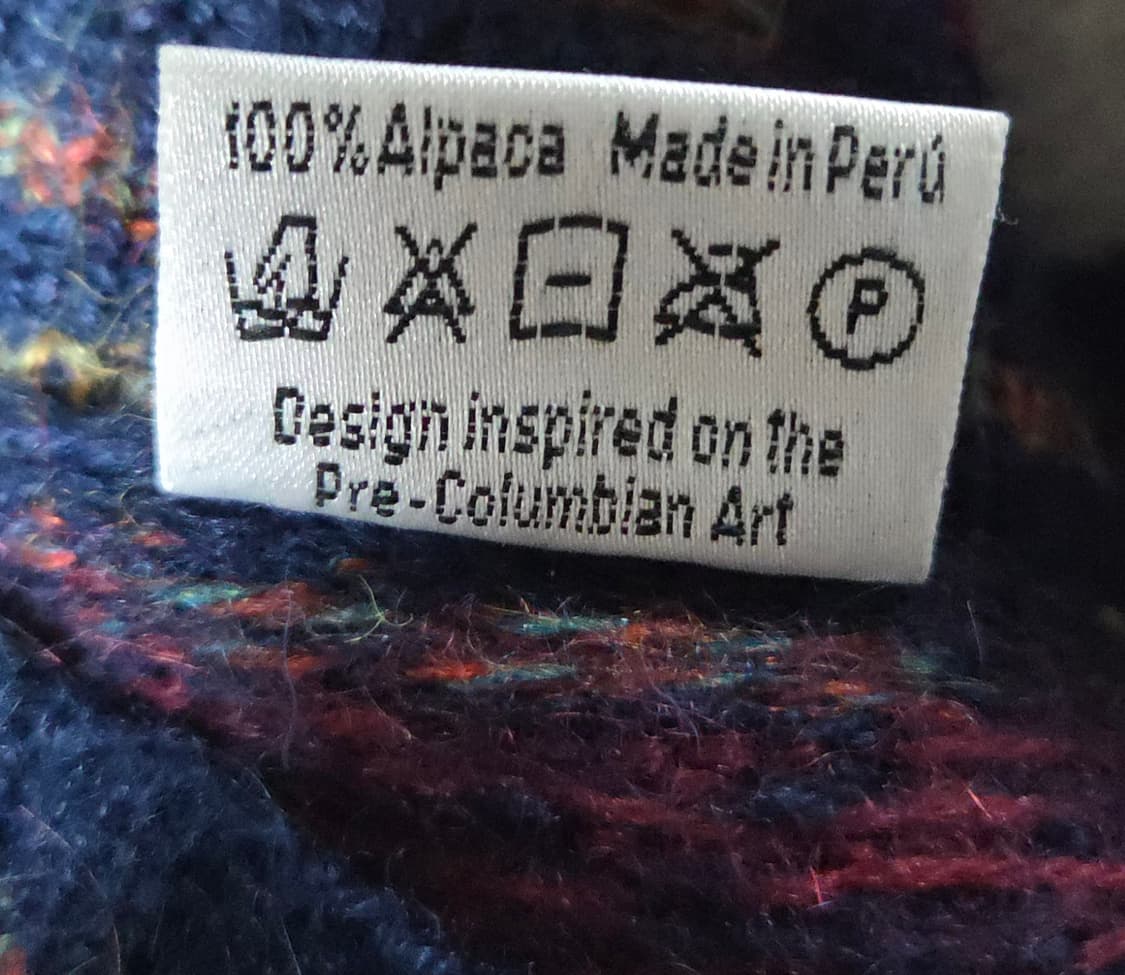 100% Alpaca Made in Perú
P
Design inspired on the
Pre-Columbian Art